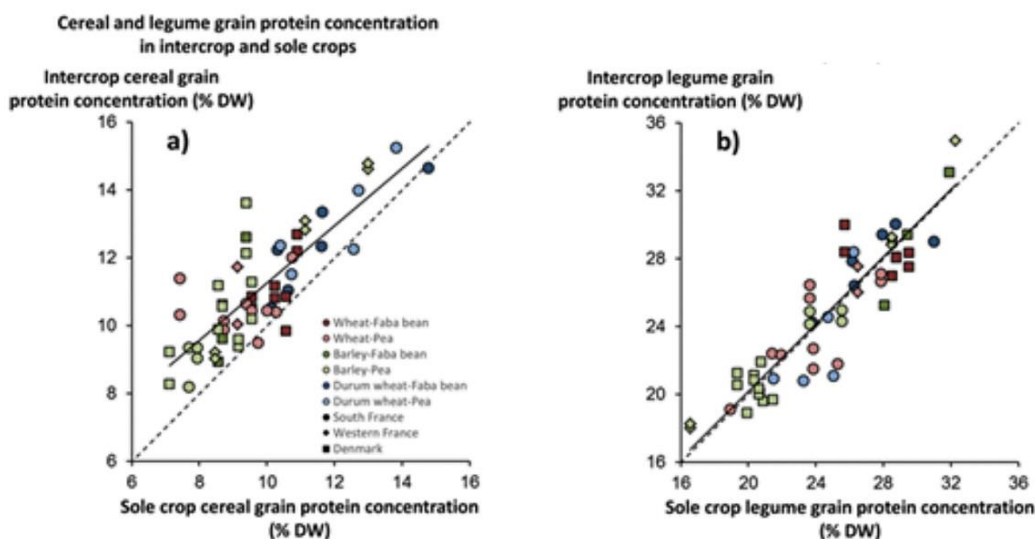 Cereal and legume grain protein concentration
in intercrop and sole crops
Intercrop cereal grain
protein concentration (% DW)
16
14
12
10
8
6
a)
Wheat-Faba bean
Wheat-Pea
Barley-Faba bean
Barley-Pea
Durum wheat-Faba bean
Durum wheat-Pea
South France
Western France
Denmark
6
8
10
12
14
16
Sole crop cereal grain protein concentration
(% DW)
Intercrop legume grain
protein concentration (% DW)
36
32
28
24
20
16
b)
16
20
24
28
32
36
Sole crop legume grain protein concentration
(% DW)